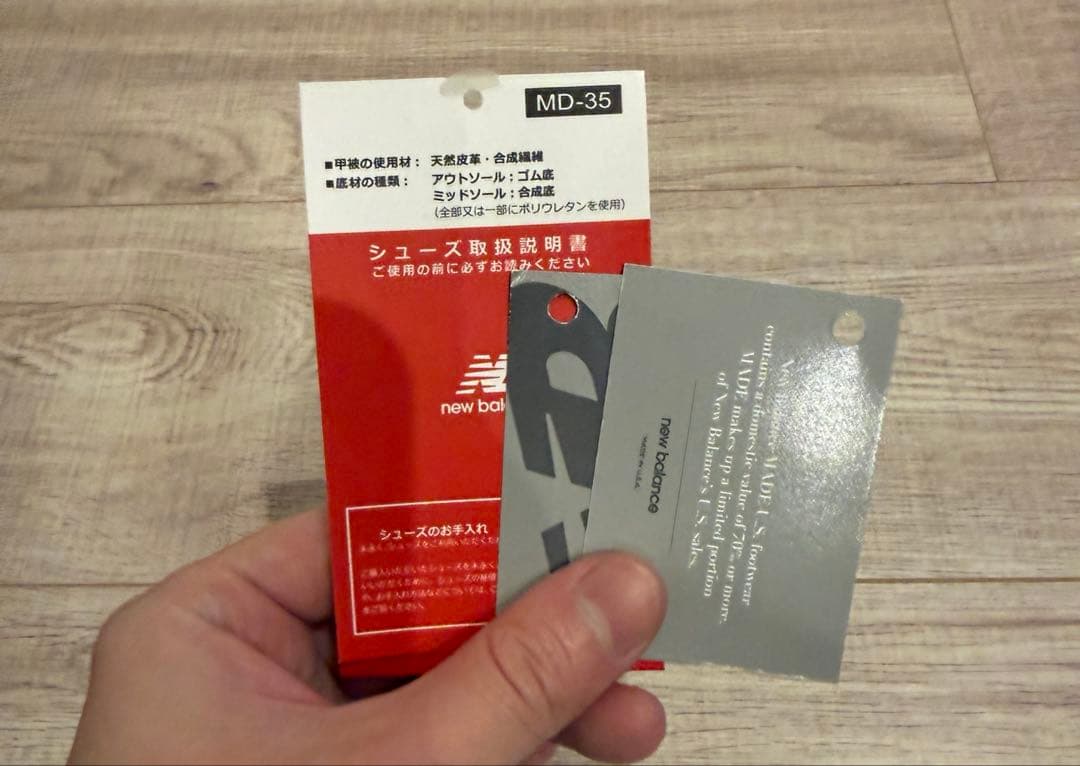 MD-35
■甲被の使用材： 天然皮革・合成繊維
■底材の種類： アウトソール：ゴム底
ミッドソール：合成底
（全部又は一部にポリウレタンを使用）
シューズ取扱説明書
ご使用の前に必ずお読みください
new bal
シューズのお手入れ
new balance
MADE IN U.S.A.
MADE U.S. footwear
contains a domestic value of 70% or more.
MADE makes up a limited portion
of New Balance's U.S. sales.